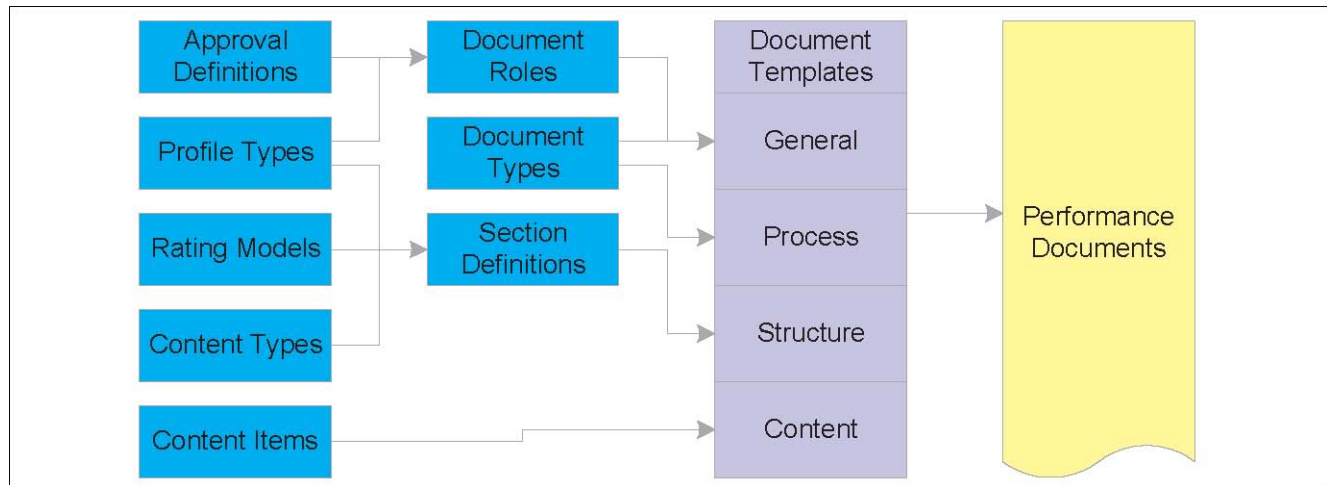 Approval
Definitions
Profile Types
Rating Models
Content Types
Content Items
Document
Roles
Document
Types
Section
Definitions
Document
Templates
General
Process
Structure
Content
Performance
Documents